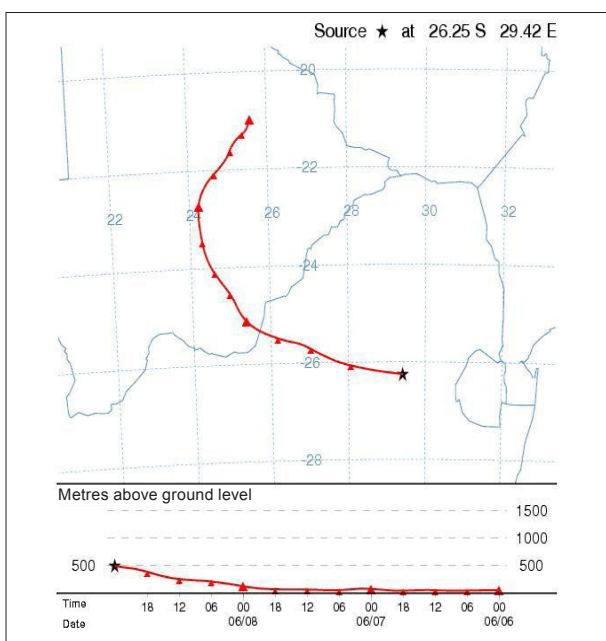 Source ★ at 26.25 S 29.42 E
-20
-22
22 24 26 28 30 32
-24
-26
-28
Metres above ground level
1500
1000
500 500
Time 18 12 06 00 18 12 06 00 18 12 06 00
Date 06/08 06/07 06/06